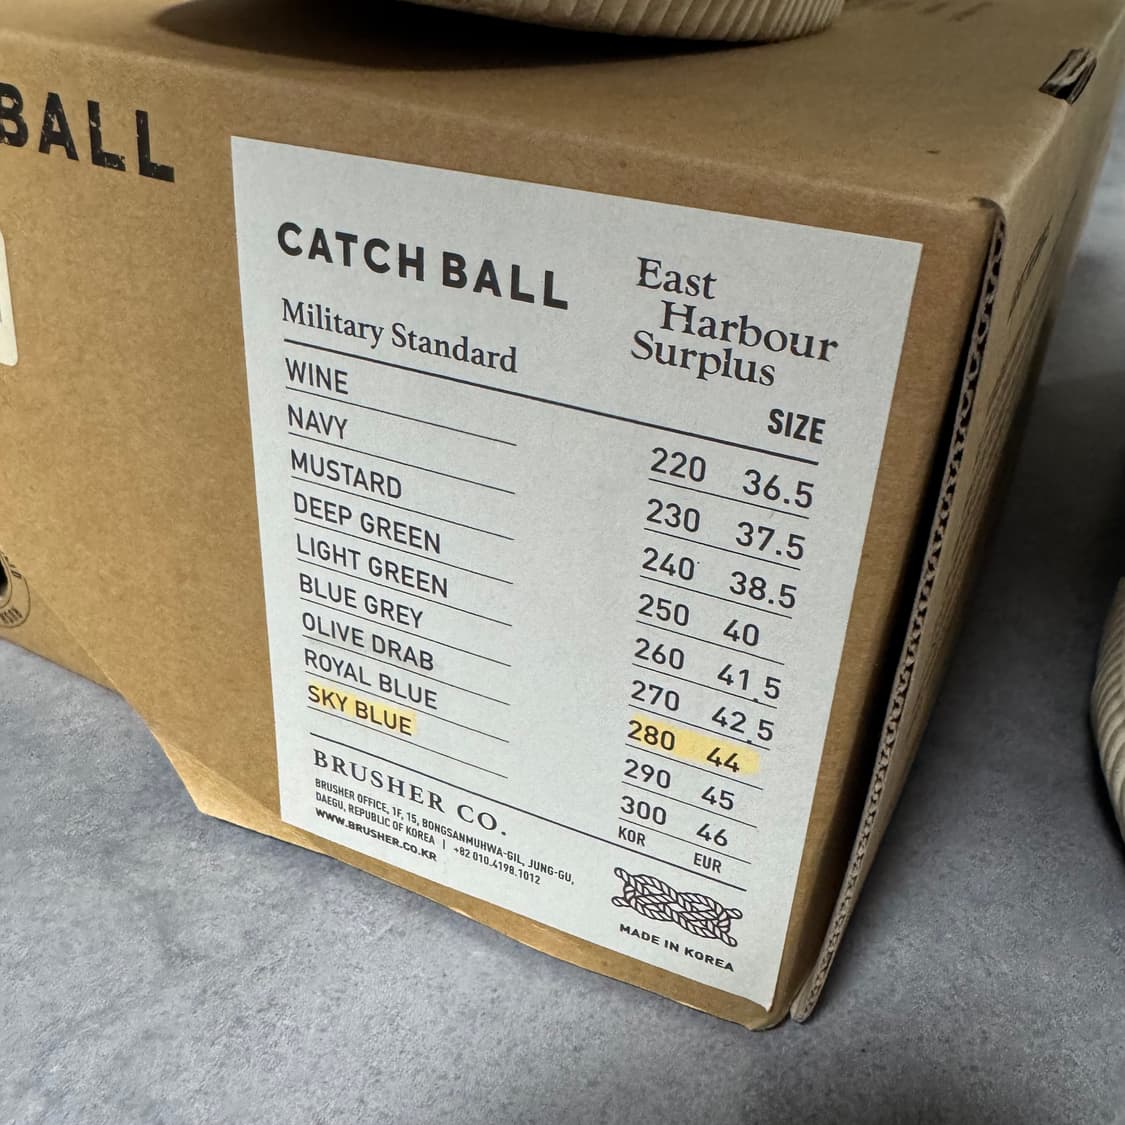 BALL
CATCH BALL
East
Harbour
Surplus
Military Standard
SIZE
WINE
NAVY
MUSTARD
DEEP GREEN
LIGHT GREEN
BLUE GREY
OLIVE DRAB
ROYAL BLUE
SKY BLUE
220 36.5
230 37.5
240 38.5
250 40
260 41.5
270 42.5
280 44
290 45
300 46
KOR EUR
BRUSHER CO.
BRUSHER OFFICE, 1F, 15, BONGSANMUHWA-GIL, JUNG-GU,
DAEGU, REPUBLIC OF KOREA | +82 010.4198.1012
WWW.BRUSHER.CO.KR
MADE IN KOREA